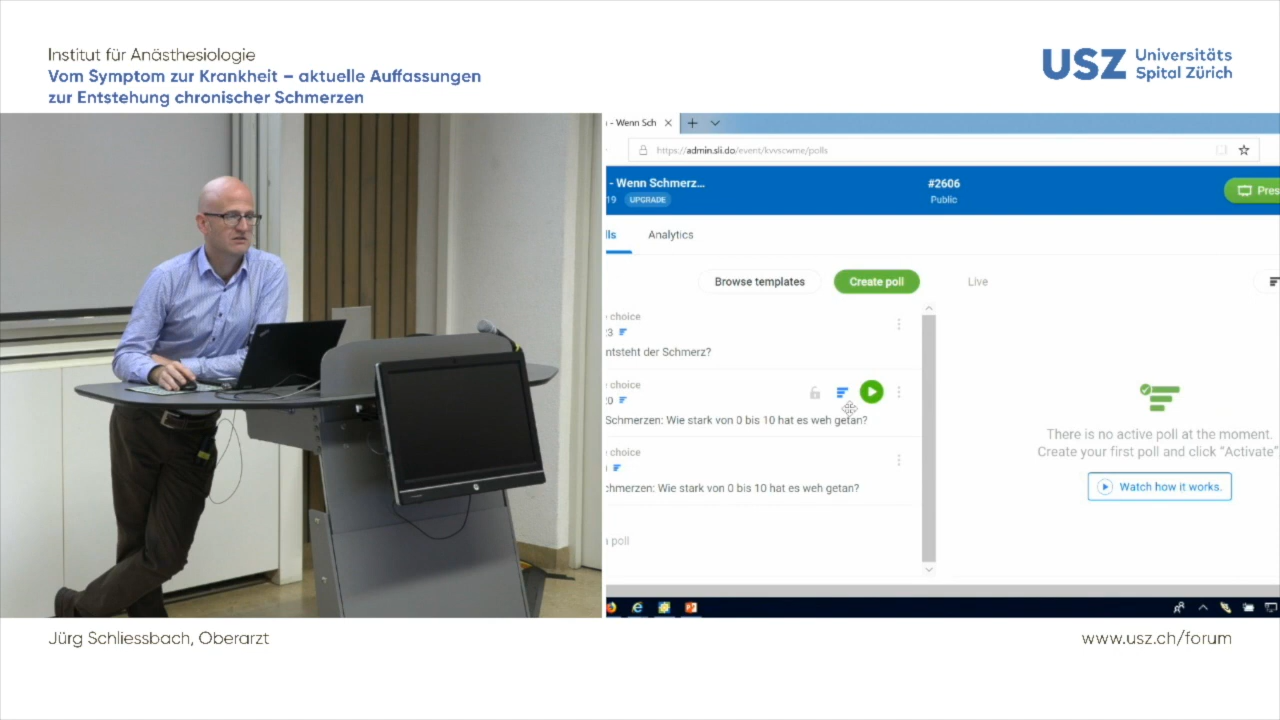 Institut für Anästhesiologie
Vom Symptom zur Krankheit – aktuelle Auffassungen
zur Entstehung chronischer Schmerzen
USZ Universitäts
Spital Zürich
- Wenn Sch
https://admin.sli.do/event/kvvscwme/polls
- Wenn Schmerz...
19 UPGRADE
#2606
Public
Pres
lls
Analytics
Browse templates
Create poll
Live
choice
23
ntsteht der Schmerz?
choice
20
Schmerzen: Wie stark von 0 bis 10 hat es weh getan?
choice
chmerzen: Wie stark von 0 bis 10 hat es weh getan?
poll
There is no active poll at the moment.
Create your first poll and click "Activate"
Watch how it works.
Jürg Schliessbach, Oberarzt
www.usz.ch/forum